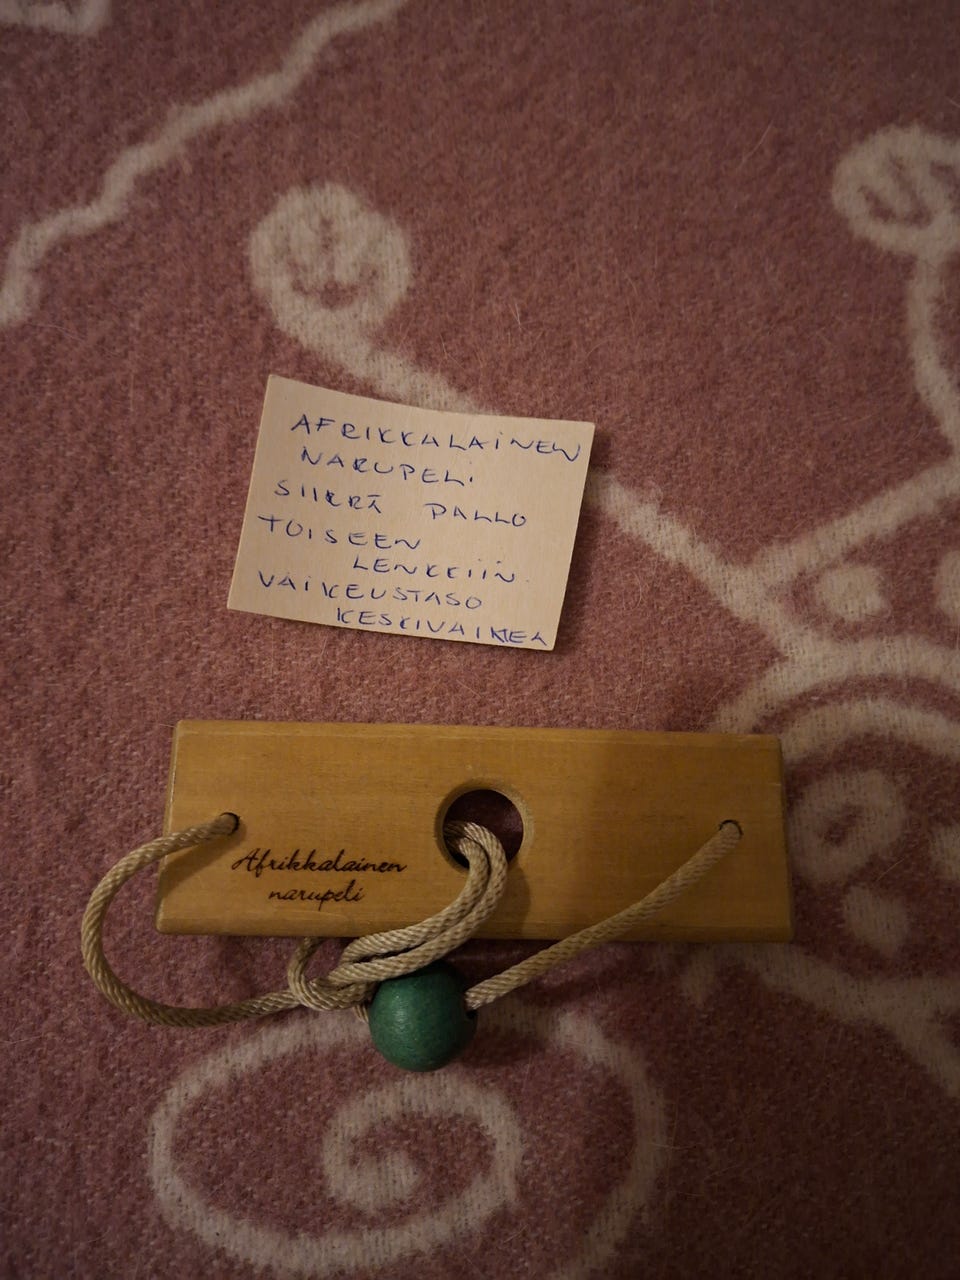 AFRIKKALAINEN
NARUPELI
SIIRRÄ PALLO
TOISEEN
LENKKIIN.
VAIKEUSTASO
KESKIVAIKEA
Afrikkalainen
narupeli